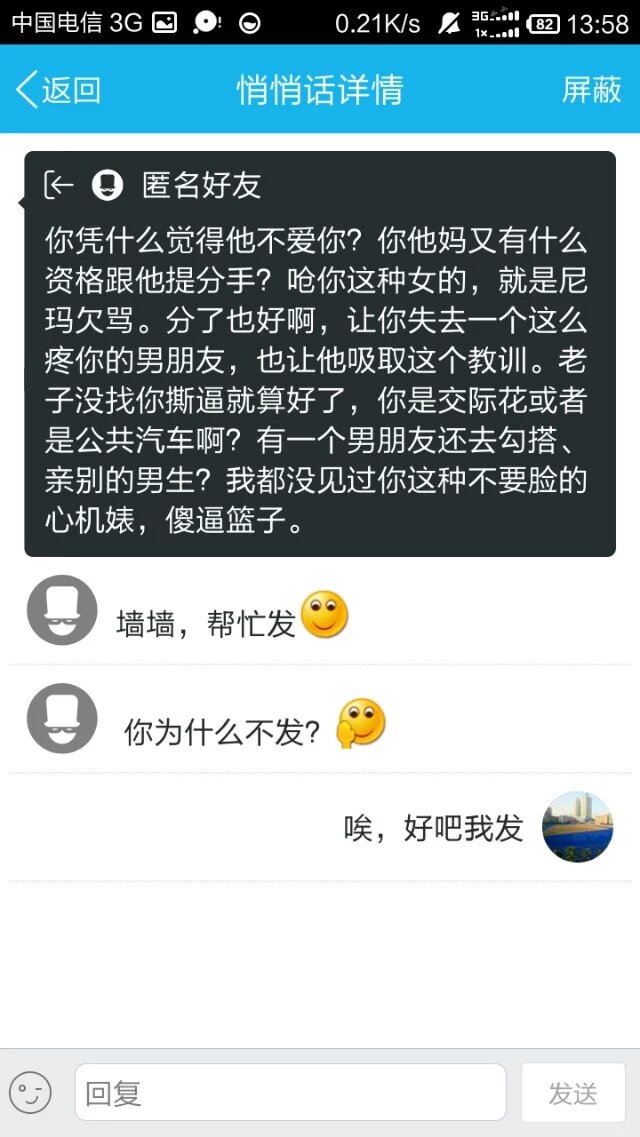 中国电信 3G 0.21K/s 3G 1x 82 13:58
返回 悄悄话详情 屏蔽
匿名好友
你凭什么觉得他不爱你？你他妈又有什么
资格跟他提分手？呛你这种女的，就是尼
玛欠骂。分了也好啊，让你失去一个这么
疼你的男朋友，也让他吸取这个教训。老
子没找你撕逼就算好了，你是交际花或者
是公共汽车啊？有一个男朋友还去勾搭、
亲别的男生？我都没见过你这种不要脸的
心机婊，傻逼篮子。
墙墙，帮忙发
你为什么不发？
唉，好吧我发
回复 发送